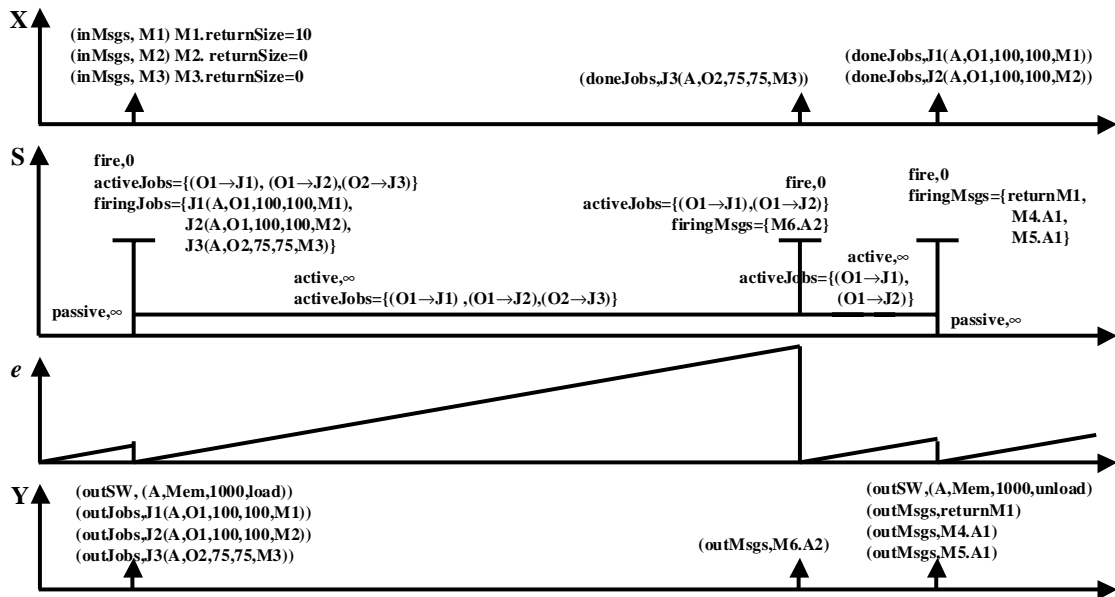 X
(inMsgs, M1) M1.returnSize=10
(inMsgs, M2) M2. returnSize=0
(inMsgs, M3) M3.returnSize=0
(doneJobs,J3(A,O2,75,75,M3))
(doneJobs,J1(A,O1,100,100,M1))
(doneJobs,J2(A,O1,100,100,M2))
S
fire,0
activeJobs={(O1→J1), (O1→J2),(O2→J3)}
firingJobs={J1(A,O1,100,100,M1),
J2(A,O1,100,100,M2),
J3(A,O2,75,75,M3)}
fire,0
activeJobs={(O1→J1),(O1→J2)}
firingMsgs={M6.A2}
fire,0
firingMsgs={returnM1,
M4.A1,
M5.A1}
active,∞
activeJobs={(O1→J1) ,(O1→J2),(O2→J3)}
active,∞
activeJobs={(O1→J1),
(O1→J2)}
passive,∞
passive,∞
e
Y
(outSW, (A,Mem,1000,load))
(outJobs,J1(A,O1,100,100,M1))
(outJobs,J2(A,O1,100,100,M2))
(outJobs,J3(A,O2,75,75,M3))
(outMsgs,M6.A2)
(outSW,(A,Mem,1000,unload)
(outMsgs,returnM1)
(outMsgs,M4.A1)
(outMsgs,M5.A1)